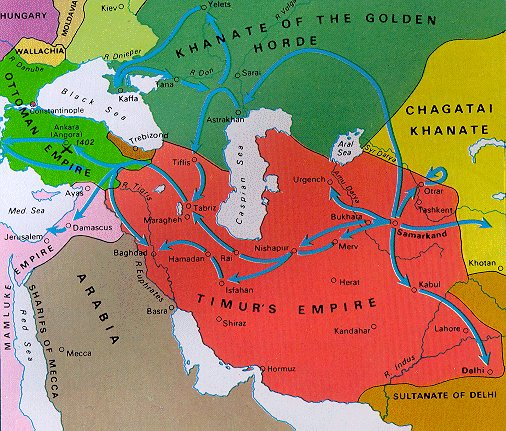 HUNGARY
MOLDAVIA
Kiev
Yelets
R Volga
WALLACHIA
R Dnieper
KHANATE OF THE GOLDEN
HORDE
R Danube
R Don
Tana
Sarai
Kaffa
Constantinople
Black Sea
Astrakhan
CHAGATAI
KHANATE
OTTOMAN EMPIRE
Ankara
(Angora)
1402
Trebizond
Tiflis
Caspian Sea
Aral
Sea
Syr Darya
Amu Darya
Urgench
Otrar
Tashkent
Ayas
R Tigris
Tabriz
Maragheh
Bukhata
Samarkand
Med. Sea
Damascus
Jerusalem
Baghdad
Hamadan
Rai
Nishapur
Merv
Khotan
MAMLUKE EMPIRE
R Euphrates
Isfahan
Herat
Kabul
ARABIA
TIMUR'S EMPIRE
Basra
Shiraz
Kandahar
Lahore
Red Sea
SHARIFS OF MECCA
Mecca
Hormuz
R. Indus
Delhi
SULTANATE OF DELHI